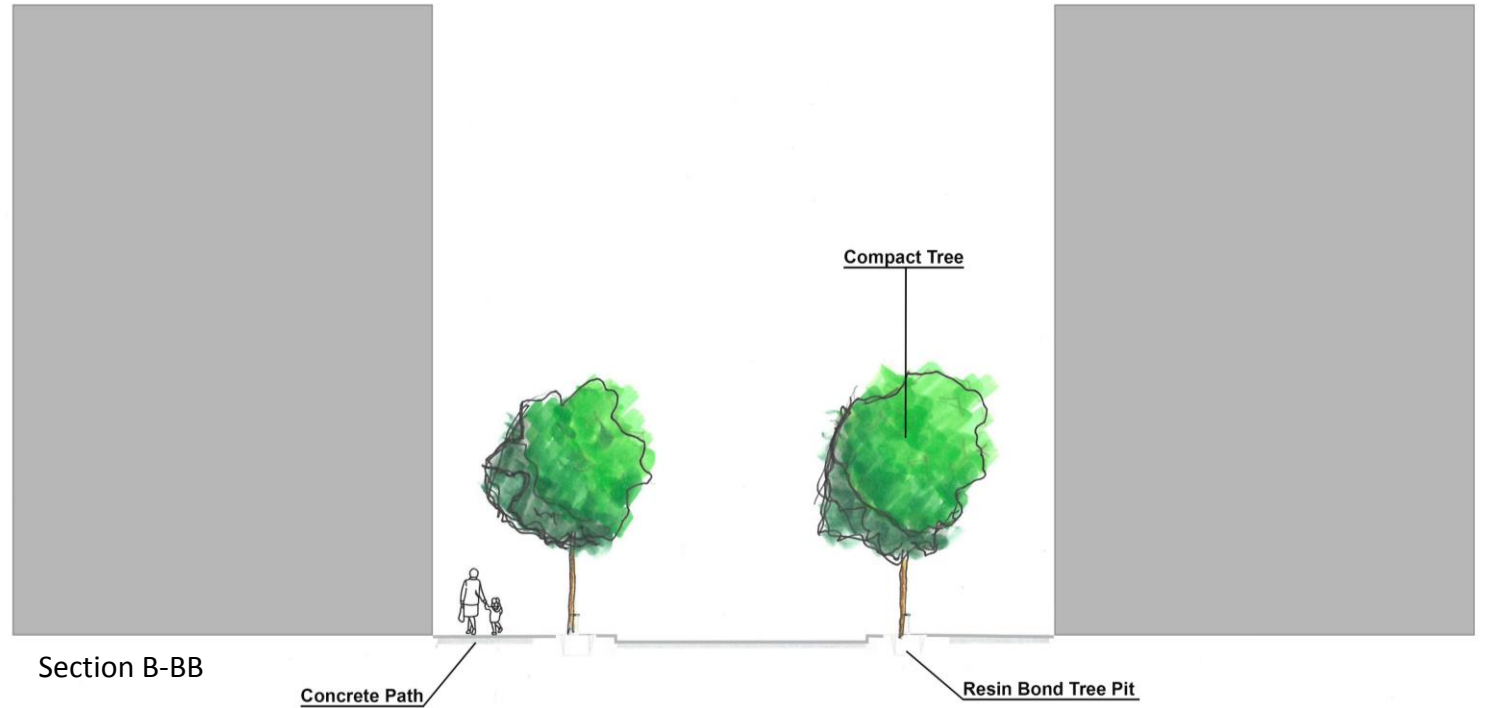 Compact Tree
Section B-BB
Concrete Path
Resin Bond Tree Pit